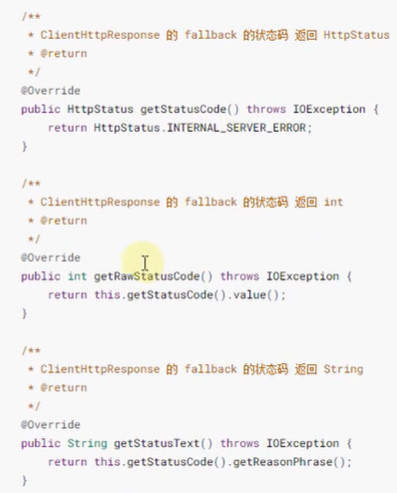 /**
* ClientHttpResponse 的 fallback 的状态码 返回 HttpStatus
* @return
*/
@Override
public HttpStatus getStatusCode() throws IOException {
return HttpStatus.INTERNAL_SERVER_ERROR;
}
/**
* ClientHttpResponse 的 fallback 的状态码 返回 int
* @return
*/
@Override
public int getRawStatusCode() throws IOException {
return this.getStatusCode().value();
}
/**
* ClientHttpResponse 的 fallback 的状态码 返回 String
* @return
*/
@Override
public String getStatusText() throws IOException {
return this.getStatusCode().getReasonPhrase();
}